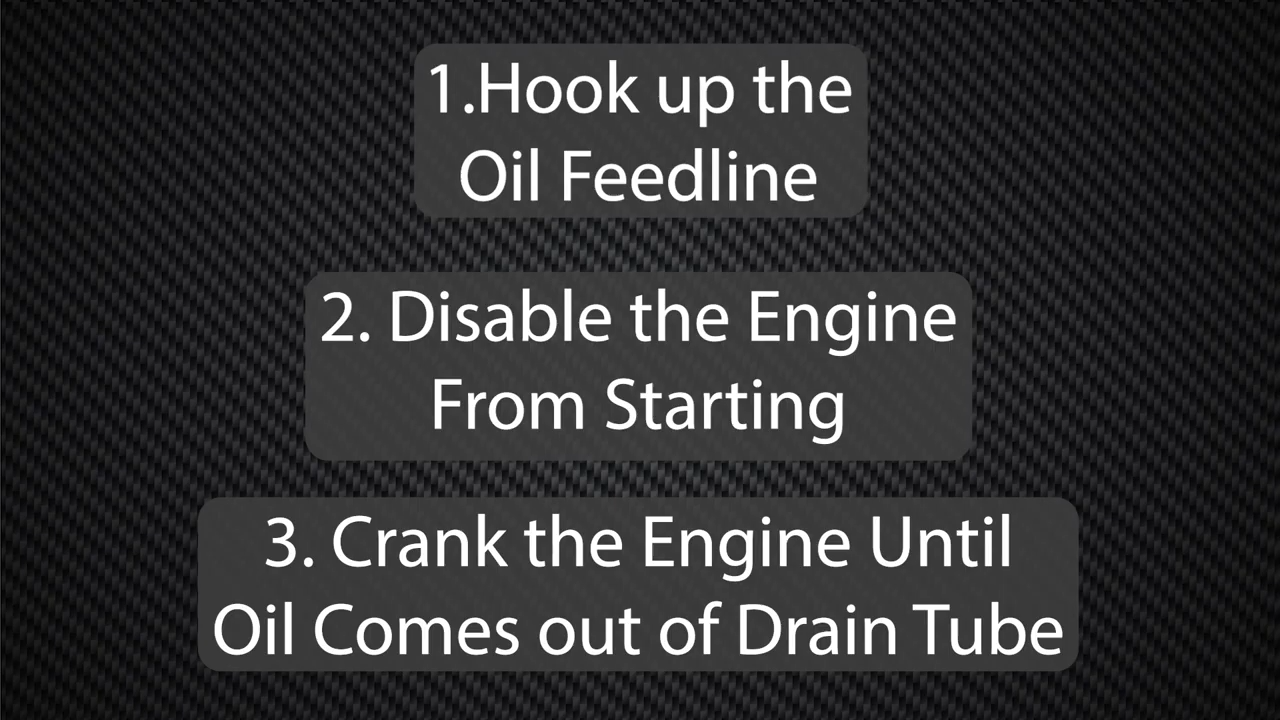 1.Hook up the
Oil Feedline
2. Disable the Engine
From Starting
3. Crank the Engine Until
Oil Comes out of Drain Tube